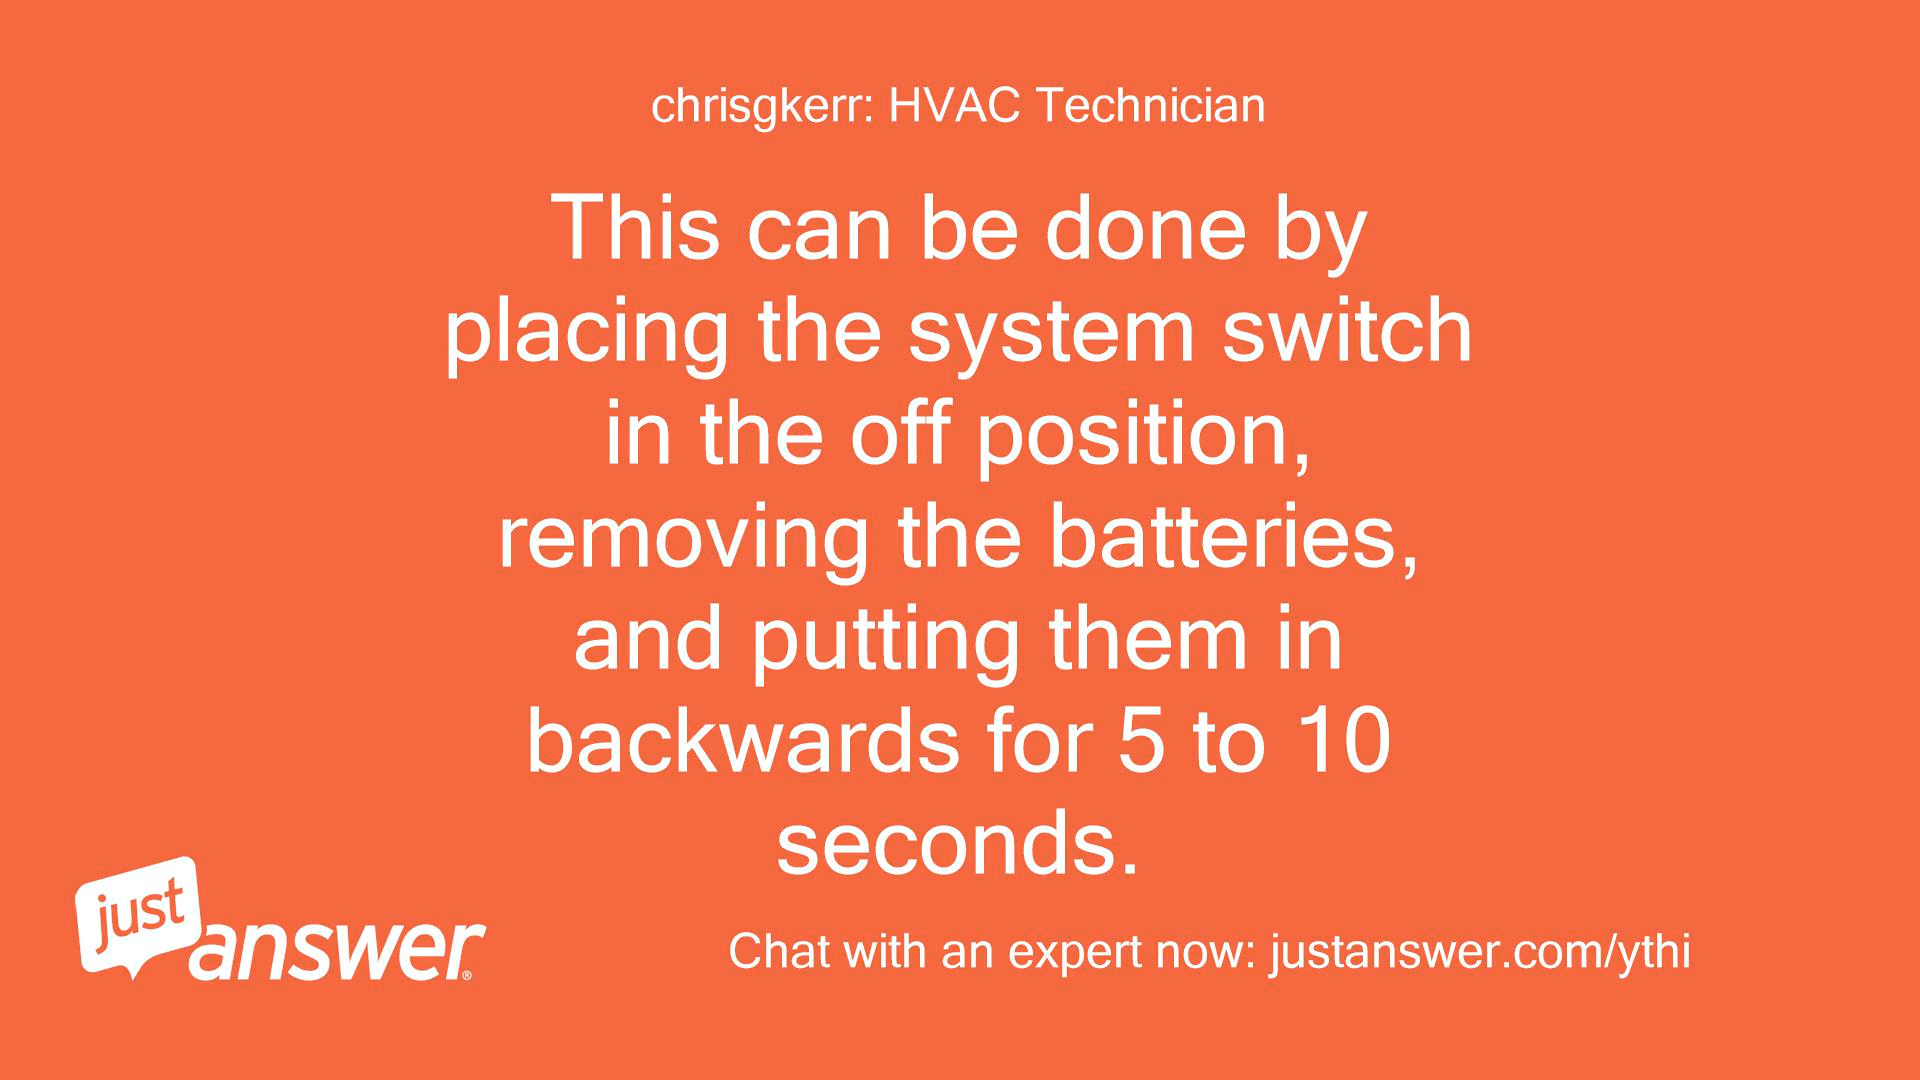 chrisgkerr: HVAC Technician
This can be done by
placing the system switch
in the off position,
removing the batteries,
and putting them in
backwards for 5 to 10
seconds.
just
answer®
Chat with an expert now: justanswer.com/ythi